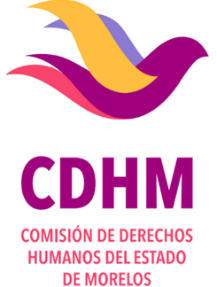 CDHM
COMISIÓN DE DERECHOS
HUMANOS DEL ESTADO
DE MORELOS